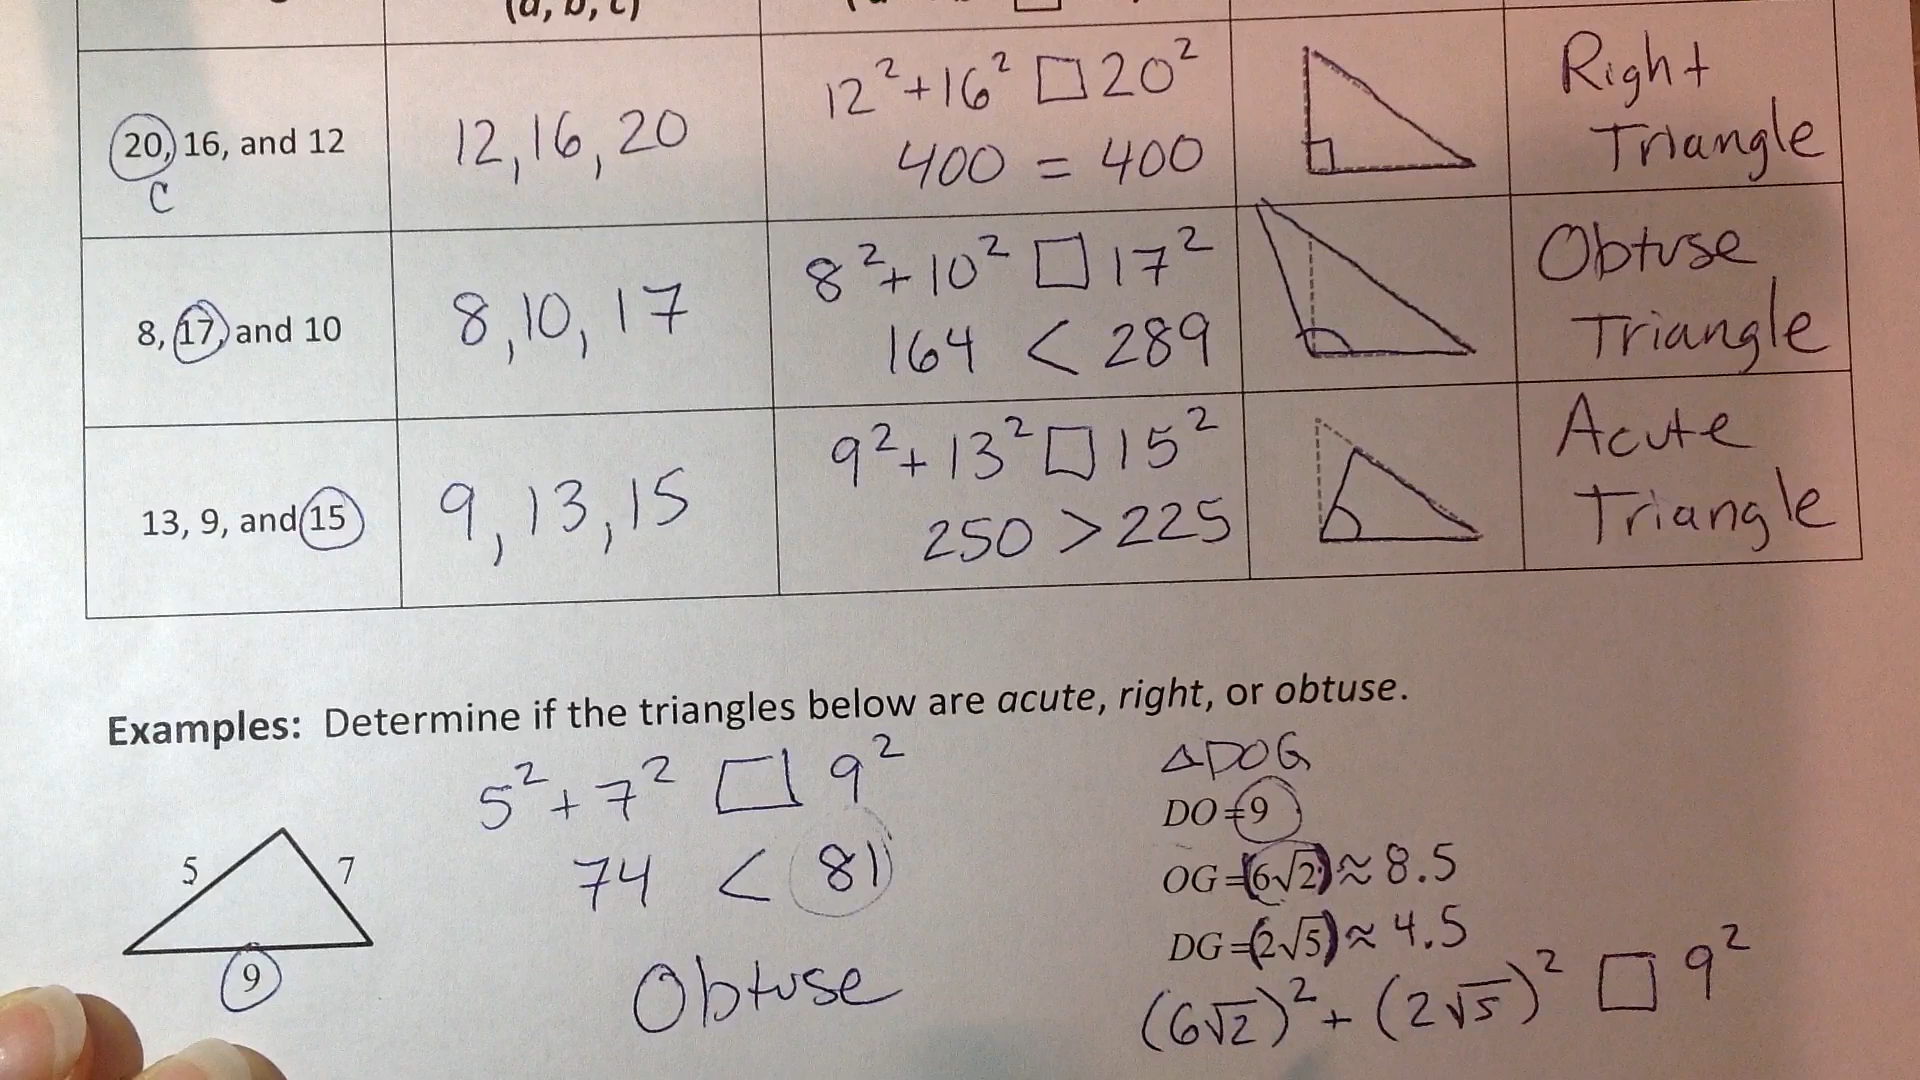 (a, b, c)
20, 16, and 12
C
12, 16, 20
12² + 16² □ 20²
400 = 400
Right
Triangle
8, 17, and 10
8, 10, 17
8² + 10² □ 17²
164 < 289
Obtuse
Triangle
13, 9, and 15
9, 13, 15
9² + 13² □ 15²
250 > 225
Acute
Triangle
Examples: Determine if the triangles below are acute, right, or obtuse.
5² + 7² □ 9²
74 < 81
Obtuse
5
7
9
△DOG
DO = 9
OG = (6√2) ≈ 8.5
DG = (2√5) ≈ 4.5
(6√2)² + (2√5)² □ 9²